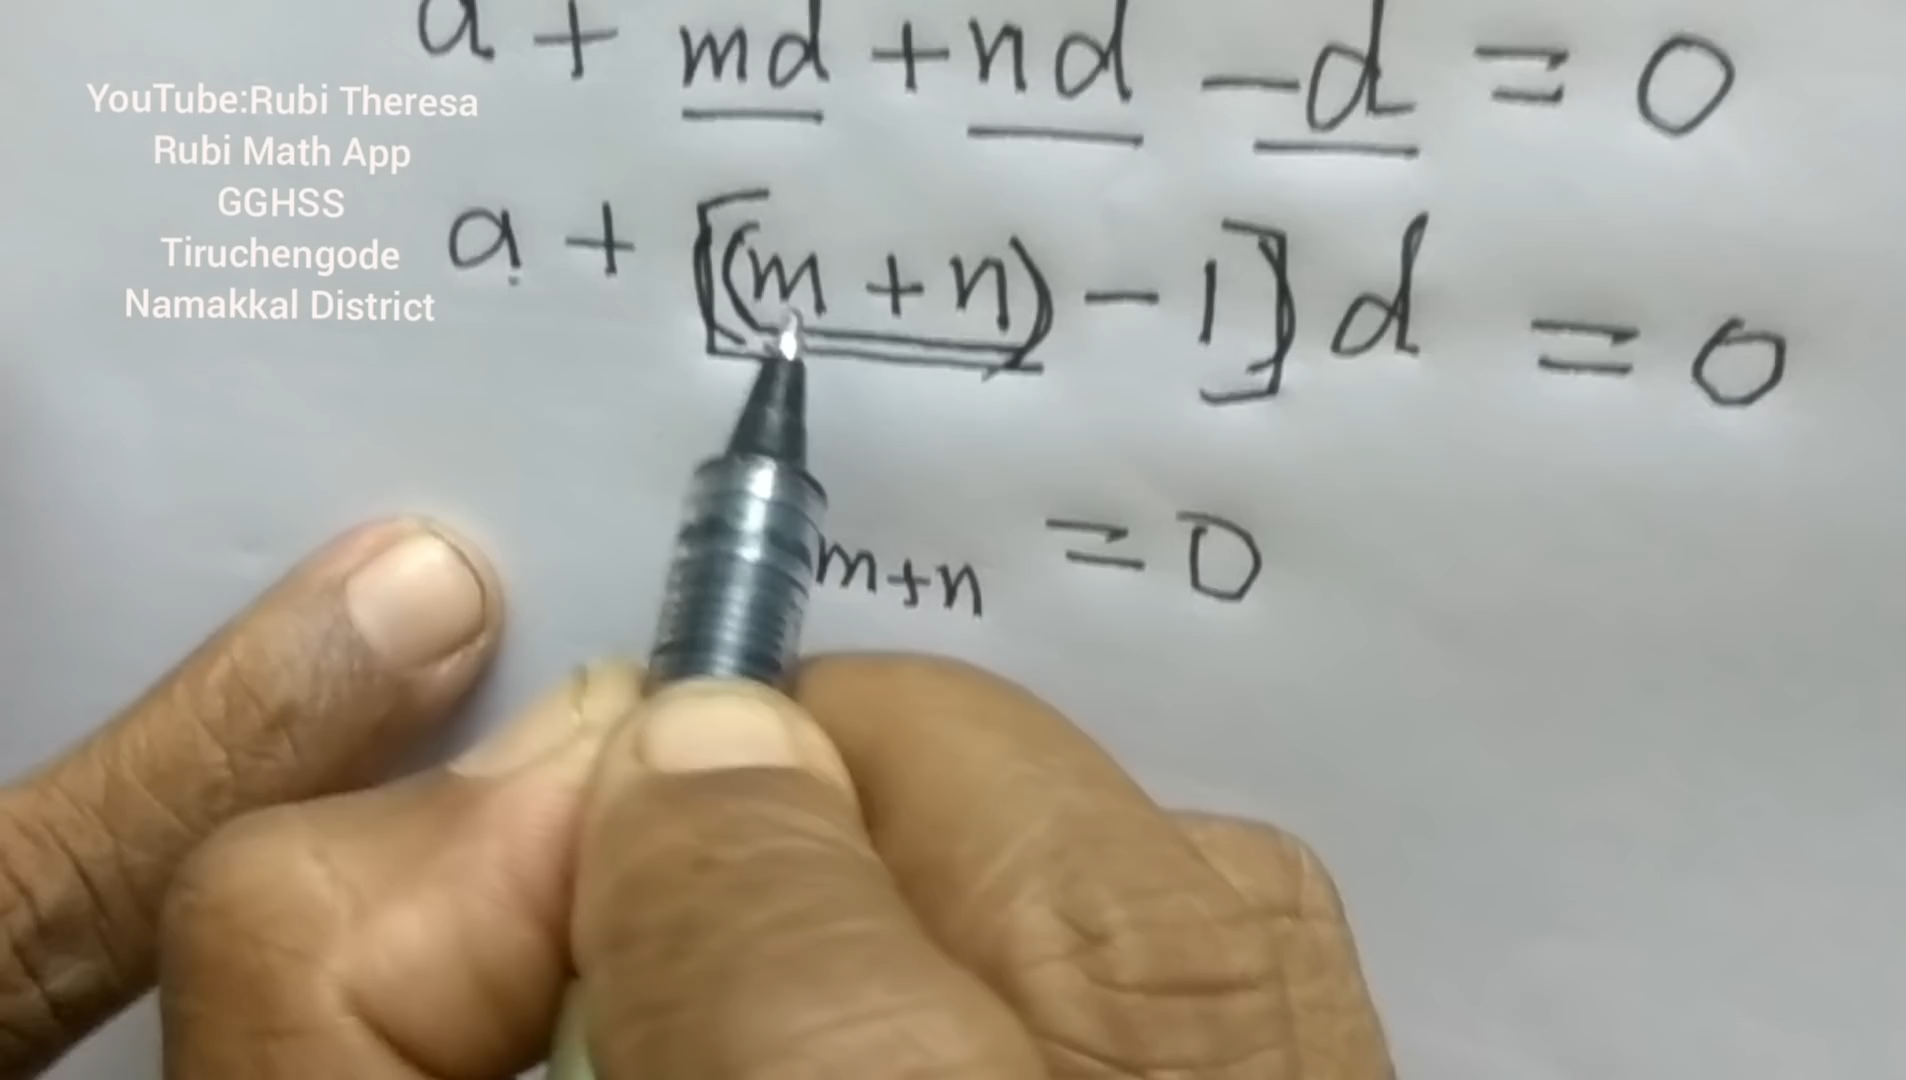 a + md + nd - d = 0
YouTube:Rubi Theresa
Rubi Math App
GGHSS
Tiruchengode
Namakkal District
a + [(m + n) - 1] d = 0
m+n = 0